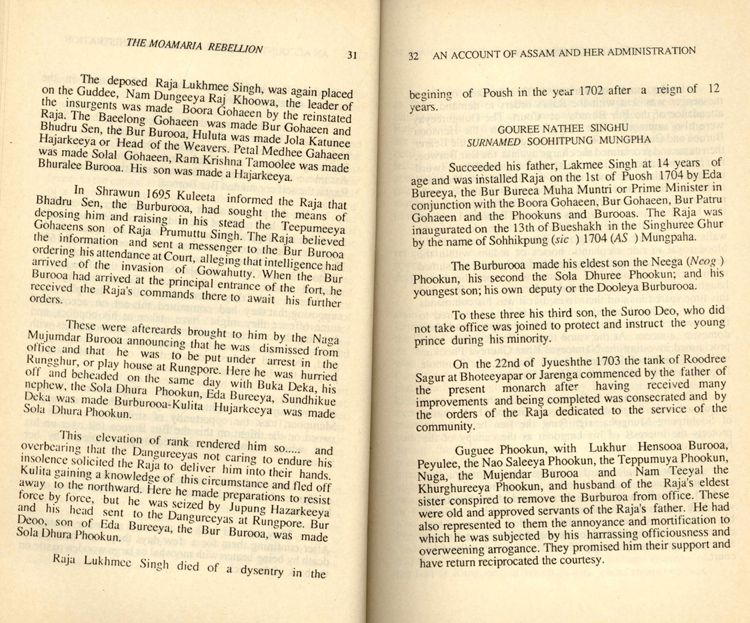 THE MOAMARIA REBELLION 31
The deposed Raja Lukhmee Singh, was again placed
on the Guddee, Nam Dungeeya Raj Khoowa, the leader of
the insurgents was made Boora Gohaeen by the reinstated
Raja. The Baeelong Gohaeen was made Bur Gohaeen and
Bhudru Sen, the Bur Burooa, Huluta was made Jola Katunee
Hajarkeeya or Head of the Weavers. Petal Medhee Gahaeen
was made Solal Gohaeen, Ram Krishna Tamoolee was made
Bhuralee Burooa. His son was made a Hajarkeeya.
In Shrawun 1695 Kuleeta informed the Raja that
Bhadru Sen, the Burburooa, had sought the means of
deposing him and raising in his stead the Teepumeeya
Gohaeens son of Raja Prumuttu Singh. The Raja believed
the information and sent a messenger to the Bur Burooa
ordering his attendance at Court, alleging that intelligence had
arrived of the invasion of Gowahutty. When the Bur
Burooa had arrived at the principal entrance of the fort, he
received the Raja's commands there to await his further
orders.
These were aftereards brought to him by the Naga
Mujumdar Burooa announcing that he was dismissed from
office and that he was to be put under arrest in the
Rungghur, or play house at Rungpore. Here he was hurried
off and beheaded on the same day with Buka Deka, his
nephew, the Sola Dhura Phookun, Eda Bureeya, Sundhikue
Deka was made Burburooa-Kulita Hujarkeeya was made
Sola Dhura Phookun.
This elevation of rank rendered him so..... and
overbearing that the Dangureeyas not caring to endure his
insolence solicited the Raja to deliver him into their hands.
Kulita gaining a knowledge of this circumstance and fled off
away to the northward. Here he made preparations to resist
force by force, but he was seized by Jupung Hazarkeeya
and his head sent to the Dangureeyas at Rungpore. Bur
Deoo, son of Eda Bureeya, the Bur Burooa, was made
Sola Dhura Phookun.
Raja Lukhmee Singh died of a dysentry in the
32 AN ACCOUNT OF ASSAM AND HER ADMINISTRATION
begining of Poush in the year 1702 after a reign of 12
years.
GOUREE NATHEE SINGHU
SURNAMED SOOHITPUNG MUNGPHA
Succeeded his father, Lakmee Singh at 14 years of
age and was installed Raja on the 1st of Puosh 1704 by Eda
Bureeya, the Bur Bureea Muha Muntri or Prime Minister in
conjunction with the Boora Gohaeen, Bur Gohaeen, Bur Patru
Gohaeen and the Phookuns and Burooas. The Raja was
inaugurated on the 13th of Bueshakh in the Singhuree Ghur
by the name of Sohhikpung (sic ) 1704 (AS ) Mungpaha.
The Burburooa made his eldest son the Neega (Neog )
Phookun, his second the Sola Dhuree Phookun; and his
youngest son; his own deputy or the Dooleya Burburooa.
To these three his third son, the Suroo Deo, who did
not take office was joined to protect and instruct the young
prince during his minority.
On the 22nd of Jyueshthe 1703 the tank of Roodree
Sagur at Bhoteeyapar or Jarenga commenced by the father of
the present monarch after having received many
improvements and being completed was consecrated and by
the orders of the Raja dedicated to the service of the
community.
Guguee Phookun, with Lukhur Hensooa Burooa,
Peyulee, the Nao Saleeya Phookun, the Teppumuya Phookun,
Nuga, the Mujendar Burooa and Nam Teeyal the
Khurghureeya Phookun, and husband of the Raja's eldest
sister conspired to remove the Burburoa from office. These
were old and approved servants of the Raja's father. He had
also represented to them the annoyance and mortification to
which he was subjected by his harrassing officiousness and
overweening arrogance. They promised him their support and
have return reciprocated the courtesy.